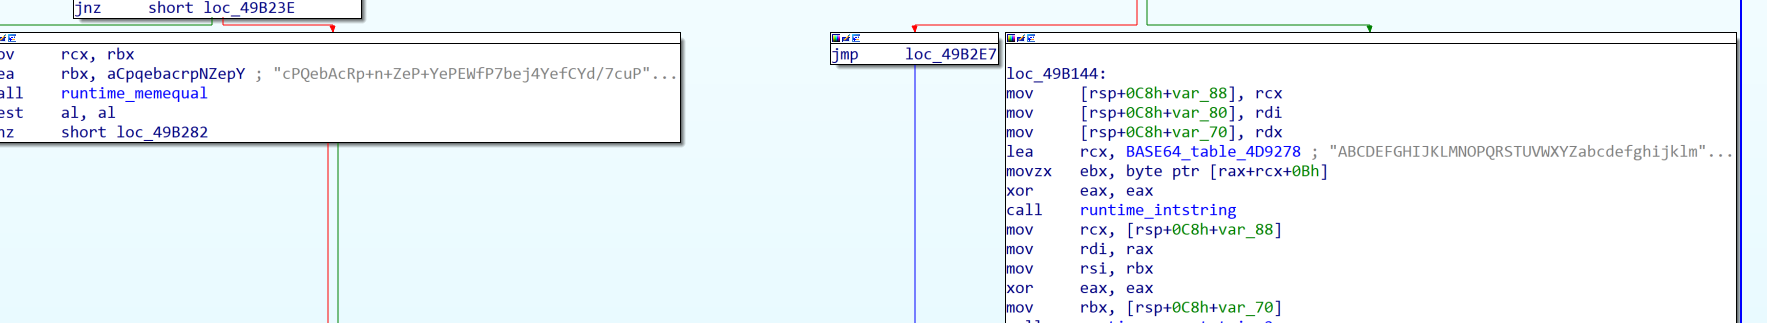 jnz     short loc_49B23E
ov      rcx, rbx
ea      rbx, aCpqebacrpNZepY ; "cPQebAcRp+n+ZeP+YePEWfP7bej4YefCYd/7cuP"...
all     runtime_memequal
est     al, al
nz      short loc_49B282
jmp     loc_49B2E7
loc_49B144:
mov     [rsp+0C8h+var_88], rcx
mov     [rsp+0C8h+var_80], rdi
mov     [rsp+0C8h+var_70], rdx
lea     rcx, BASE64_table_4D9278 ; "ABCDEFGHIJKLMNOPQRSTUVWXYZabcdefghijklm"...
movzx   ebx, byte ptr [rax+rcx+0Bh]
xor     eax, eax
call    runtime_intstring
mov     rcx, [rsp+0C8h+var_88]
mov     rdi, rax
mov     rsi, rbx
xor     eax, eax
mov     rbx, [rsp+0C8h+var_70]